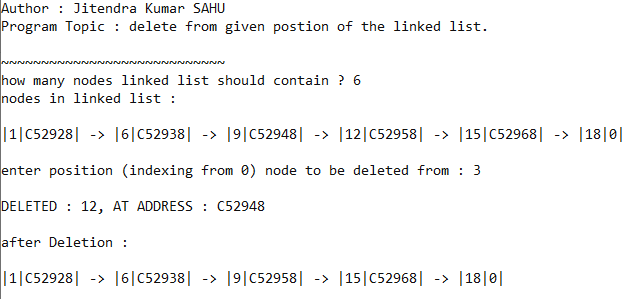 Author : Jitendra Kumar SAHU
Program Topic : delete from given postion of the linked list.
~~~~~~~~~~~~~~~~~~~~~~~~~~~~
how many nodes linked list should contain ? 6
nodes in linked list :
|1|C52928| -> |6|C52938| -> |9|C52948| -> |12|C52958| -> |15|C52968| -> |18|0|
enter position (indexing from 0) node to be deleted from : 3
DELETED : 12, AT ADDRESS : C52948
after Deletion :
|1|C52928| -> |6|C52938| -> |9|C52958| -> |15|C52968| -> |18|0|